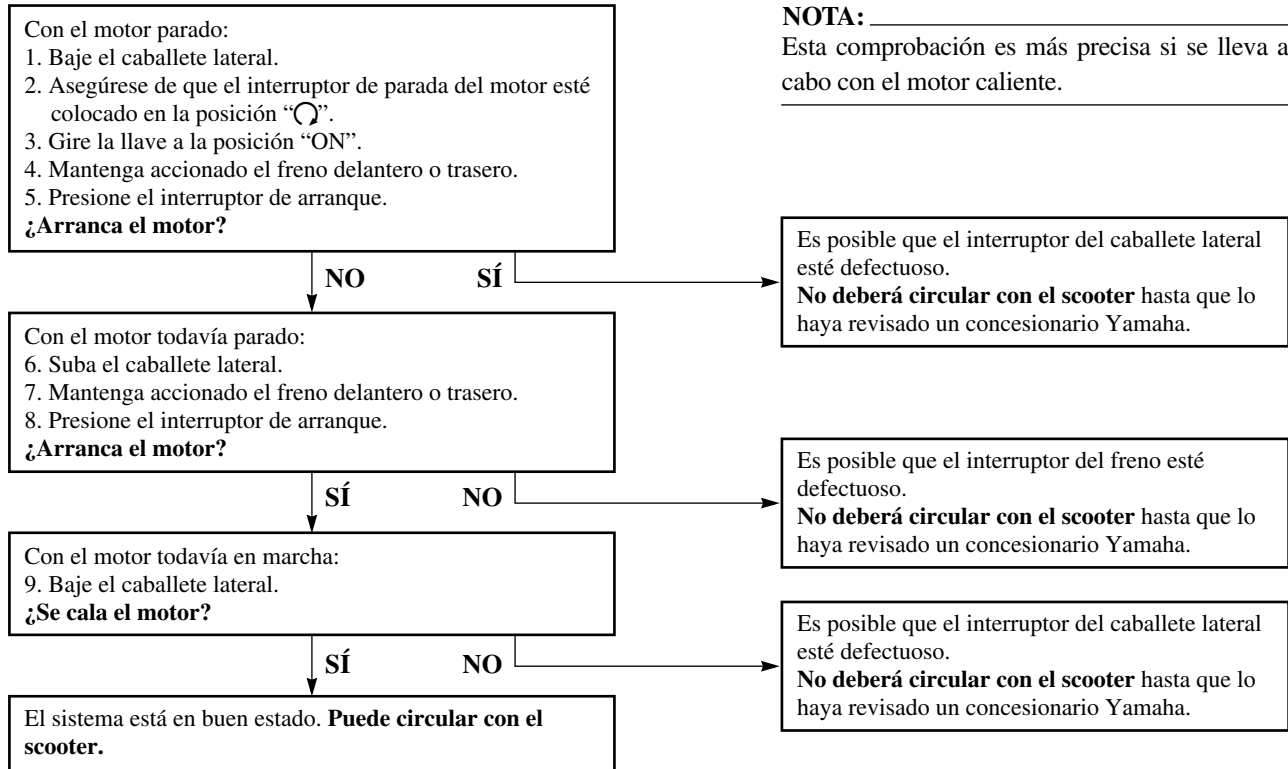 Con el motor parado:
1. Baje el caballete lateral.
2. Asegúrese de que el interruptor de parada del motor esté
colocado en la posición “”.
3. Gire la llave a la posición “ON”.
4. Mantenga accionado el freno delantero o trasero.
5. Presione el interruptor de arranque.
¿Arranca el motor?
NOTA:
Esta comprobación es más precisa si se lleva a
cabo con el motor caliente.
NO SÍ
Es posible que el interruptor del caballete lateral
esté defectuoso.
No deberá circular con el scooter hasta que lo
haya revisado un concesionario Yamaha.
Con el motor todavía parado:
6. Suba el caballete lateral.
7. Mantenga accionado el freno delantero o trasero.
8. Presione el interruptor de arranque.
¿Arranca el motor?
SÍ NO
Es posible que el interruptor del freno esté
defectuoso.
No deberá circular con el scooter hasta que lo
haya revisado un concesionario Yamaha.
Con el motor todavía en marcha:
9. Baje el caballete lateral.
¿Se cala el motor?
SÍ NO
Es posible que el interruptor del caballete lateral
esté defectuoso.
No deberá circular con el scooter hasta que lo
haya revisado un concesionario Yamaha.
El sistema está en buen estado. Puede circular con el
scooter.